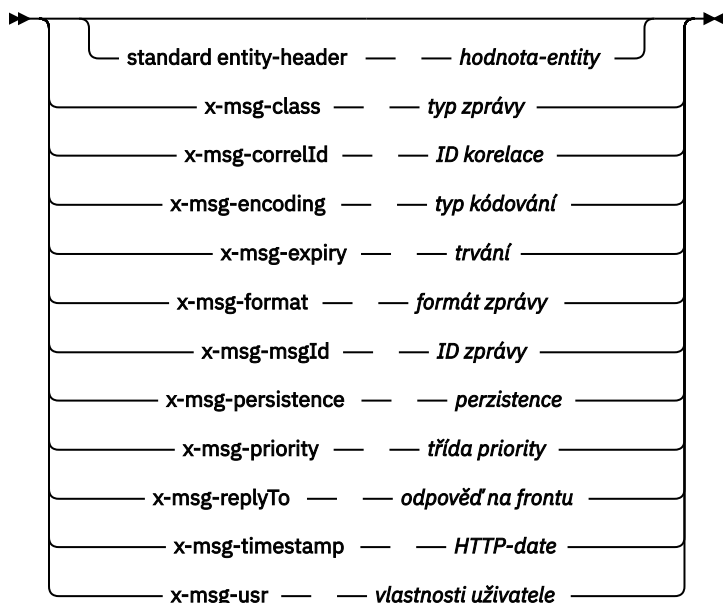 standard entity-header — hodnota-entity
x-msg-class — typ zprávy
x-msg-correlId — ID korelace
x-msg-encoding — typ kódování
x-msg-expiry — trvání
x-msg-format — formát zprávy
x-msg-msgId — ID zprávy
x-msg-persistence — perzistence
x-msg-priority — třída priority
x-msg-replyTo — odpověď na frontu
x-msg-timestamp — HTTP-date
x-msg-usr — vlastnosti uživatele